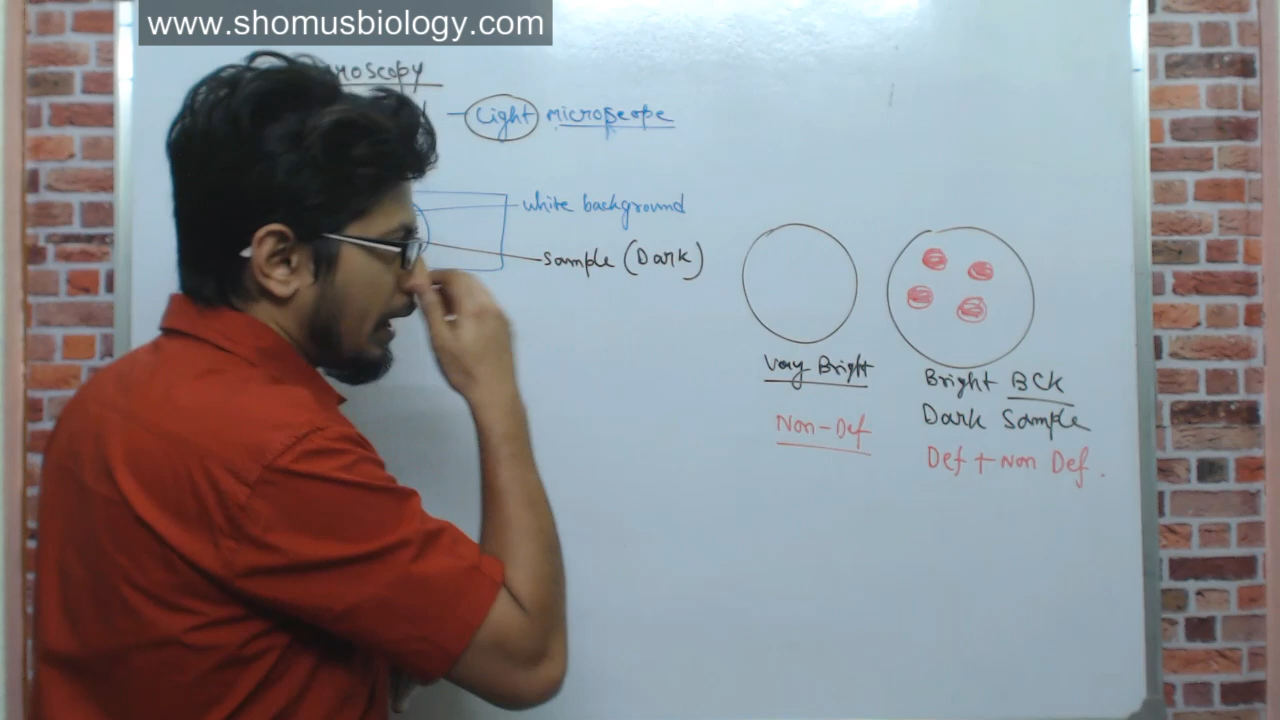 www.shomusbiology.com
Light microscope
white background
Sample (Dark)
Very Bright
Non-Def
Bright BCK
Dark Sample
Def + Non Def.